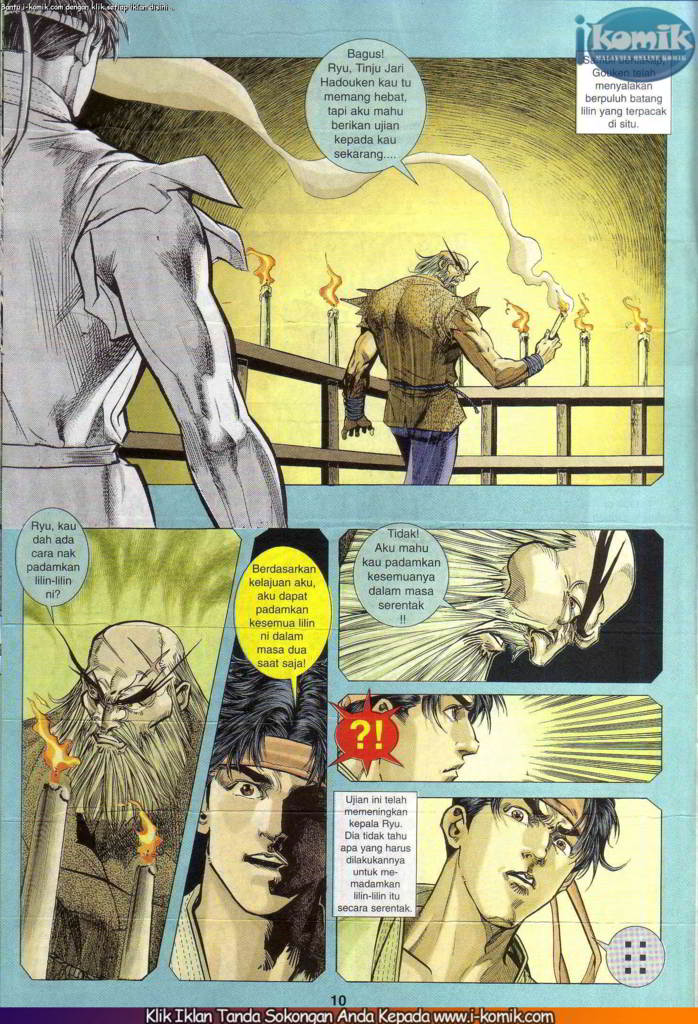 Bantu i-komik.com dengan klik setiap iklan disini ..
ikomik
MALAYSIA ONLINE KOMIK
Bagus!
Ryu, Tinju Jari
Hadouken kau tu
memang hebat,
tapi aku mahu
berikan ujian
kepada kau
sekarang....
Gouken telah
menyalakan
berpuluh batang
lilin yang terpacak
di situ.
Ryu, kau
dah ada
cara nak
padamkan
lilin-lilin
ni?
Berdasarkan
kelajuan aku,
aku dapat
padamkan
kesemua lilin
ni dalam
masa dua
saat saja!
Tidak!
Aku mahu
kau padamkan
kesemuanya
dalam masa
serentak
!!
?!
Ujian ini telah
memeningkan
kepala Ryu.
Dia tidak tahu
apa yang harus
dilakukannya
untuk me-
madamkan
lilin-lilin itu
secara serentak.
::
10
Klik Iklan Tanda Sokongan Anda Kepada www.i-komik.com